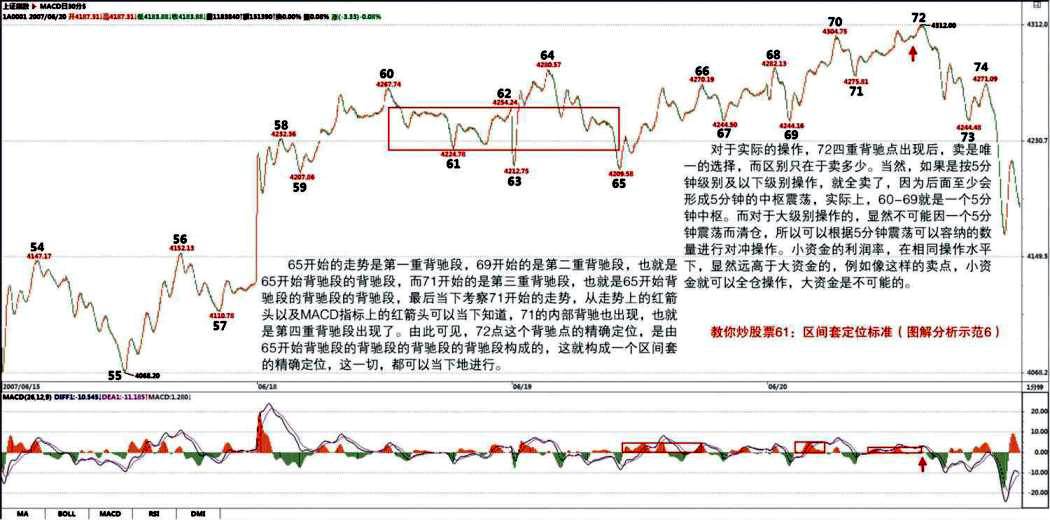 上证指数 MACD日30分5
1A0001 2007/06/20 开4187.31↓高4187.31↓低4183.88↓收4183.88↓量1183840↑额151390↑换0.00% 振0.08% 涨(-3.35)-0.08%
72
4312.00
4312.0
70
4304.75
68
4282.13
64
4280.57
74
4271.09
71
4275.81
66
4270.19
60
4267.74
62
4254.24
67
4244.50
69
4244.16
73
4244.48
58
4232.36
4230.7
61
4224.78
63
4212.75
65
4209.58
59
4207.06
对于实际的操作，72四重背驰点出现后，卖是唯
一的选择，而区别只在于卖多少。当然，如果是按5分
钟级别及以下级别操作，就全卖了，因为后面至少会
形成5分钟的中枢震荡，实际上，60-69就是一个5分
钟中枢。而对于大级别操作的，显然不可能因一个5分
钟震荡而清仓，所以可以根据5分钟震荡可以容纳的数
量进行对冲操作。小资金的利润率，在相同操作水平
下，显然远高于大资金的，例如像这样的卖点，小资
金就可以全仓操作，大资金是不可能的。
54
4147.17
56
4152.13
4149.5
57
4110.78
55
4068.20
4068.2
65开始的走势是第一重背驰段，69开始的是第二重背驰段，也就是
65开始背驰段的背驰段，而71开始的是第三重背驰段，也就是65开始背
驰段的背驰段的背驰段，最后当下考察71开始的走势，从走势上的红箭
头以及MACD指标上的红箭头可以当下知道，71的内部背驰也出现，也就
是第四重背驰段出现了。由此可见，72点这个背驰点的精确定位，是由
65开始背驰段的背驰段的背驰段的背驰段构成的，这就构成一个区间套
的精确定位，这一切，都可以当下地进行。
教你炒股票61：区间套定位标准（图解分析示范6）
2007/06/15
06/18
06/19
06/20
1分钟
MACD(26,12,9) DIFF↓-10.545↓DEA↓-11.185↑MACD↑1.280↓
20.00
10.00
0.00
-10.00
-20.00
MA BOLL MACD RSI DMI